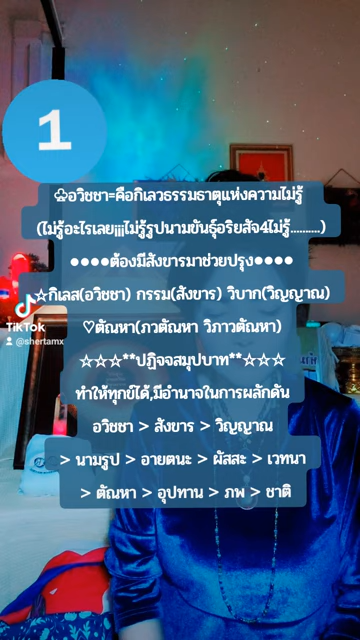 1
♧อวิชชา=คือกิเลวธรรมธาตุแห่งความไม่รู้
(ไม่รู้อะไรเลย¡¡¡ไม่รู้รูปนามขันธุ์อริยสัจ4ไม่รู้.........)
●●●●ต้องมีสังขารมาช่วยปรุง●●●●
☆กิเลส(อวิชชา) กรรม(สังขาร) วิบาก(วิญญาณ)
♡ตัณหา(ภวตัณหา วิภาวตัณหา)
☆☆☆**ปฏิจจสมุปบาท**☆☆☆
ทำให้ทุกข์ได้,มีอำนาจในการผลักดัน
อวิชชา > สังขาร > วิญญาณ
> นามรูป > อายตนะ > ผัสสะ > เวทนา
> ตัณหา > อุปทาน > ภพ > ชาติ
TikTok
@shertamx